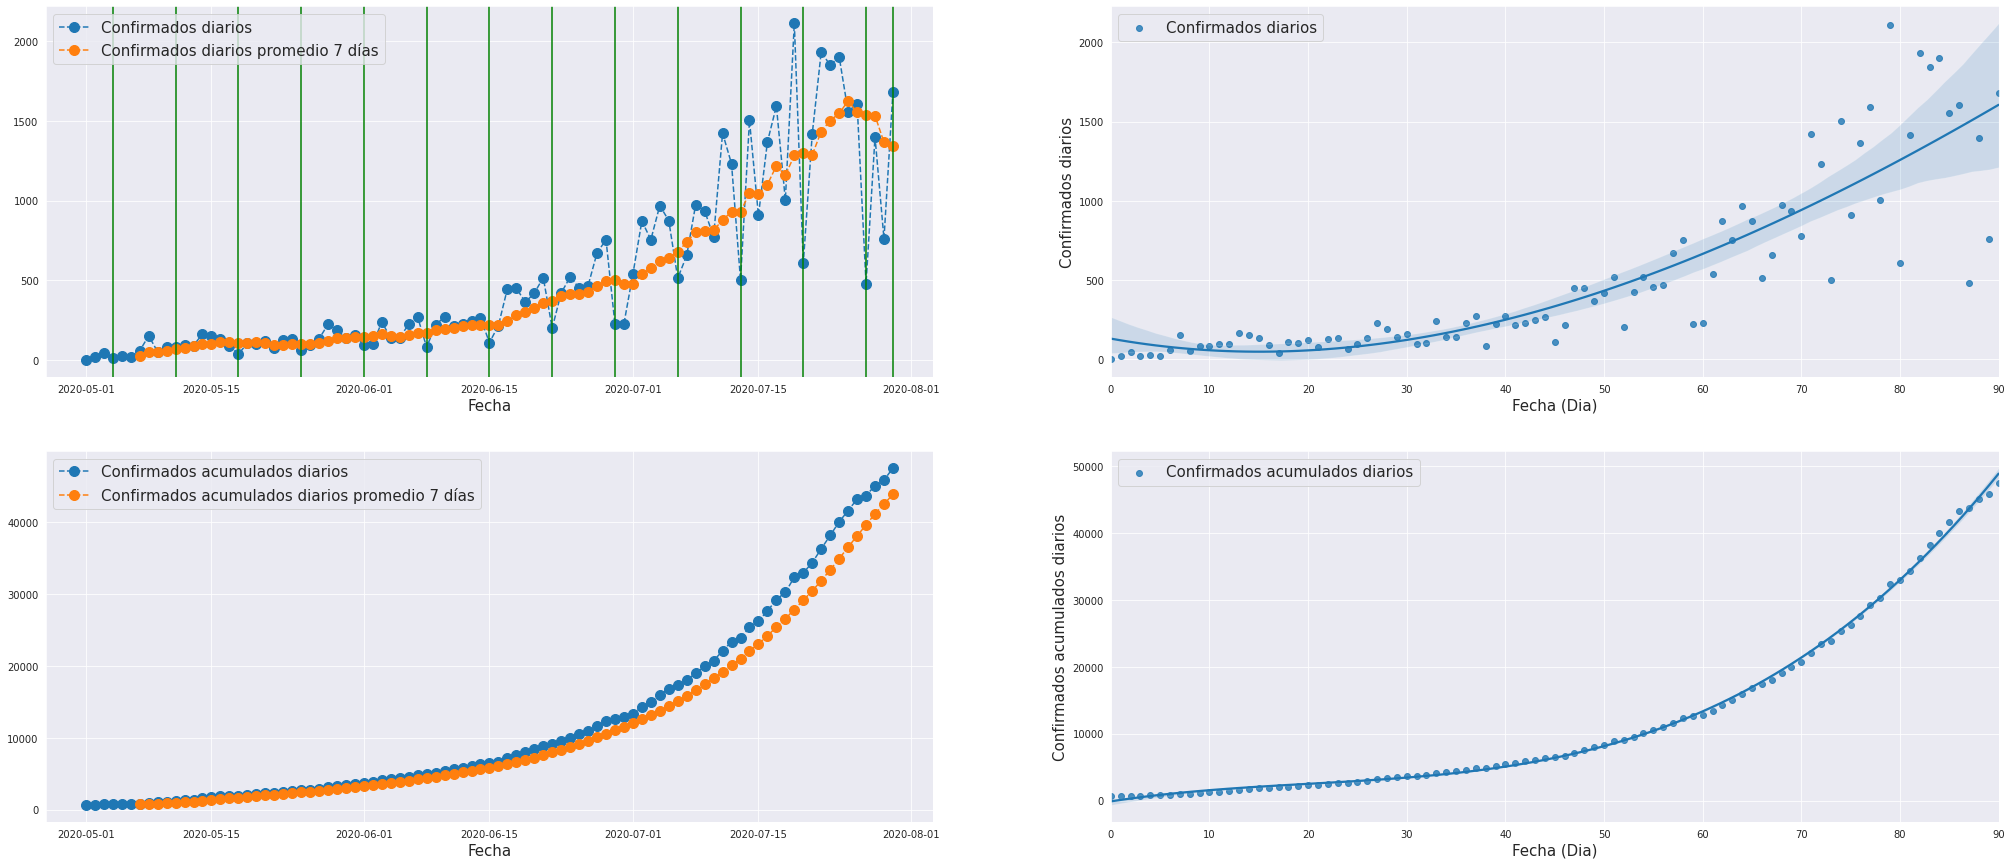 Confirmados diarios
Confirmados diarios promedio 7 días
2000
1500
1000
500
0
2020-05-01 2020-05-15 2020-06-01 2020-06-15 2020-07-01 2020-07-15 2020-08-01
Fecha
Confirmados diarios
Confirmados diarios
2000
1500
1000
500
0
0 10 20 30 40 50 60 70 80 90
Fecha (Dia)
Confirmados acumulados diarios
Confirmados acumulados diarios promedio 7 días
40000
30000
20000
10000
0
2020-05-01 2020-05-15 2020-06-01 2020-06-15 2020-07-01 2020-07-15 2020-08-01
Fecha
Confirmados acumulados diarios
Confirmados acumulados diarios
50000
40000
30000
20000
10000
0
0 10 20 30 40 50 60 70 80 90
Fecha (Dia)